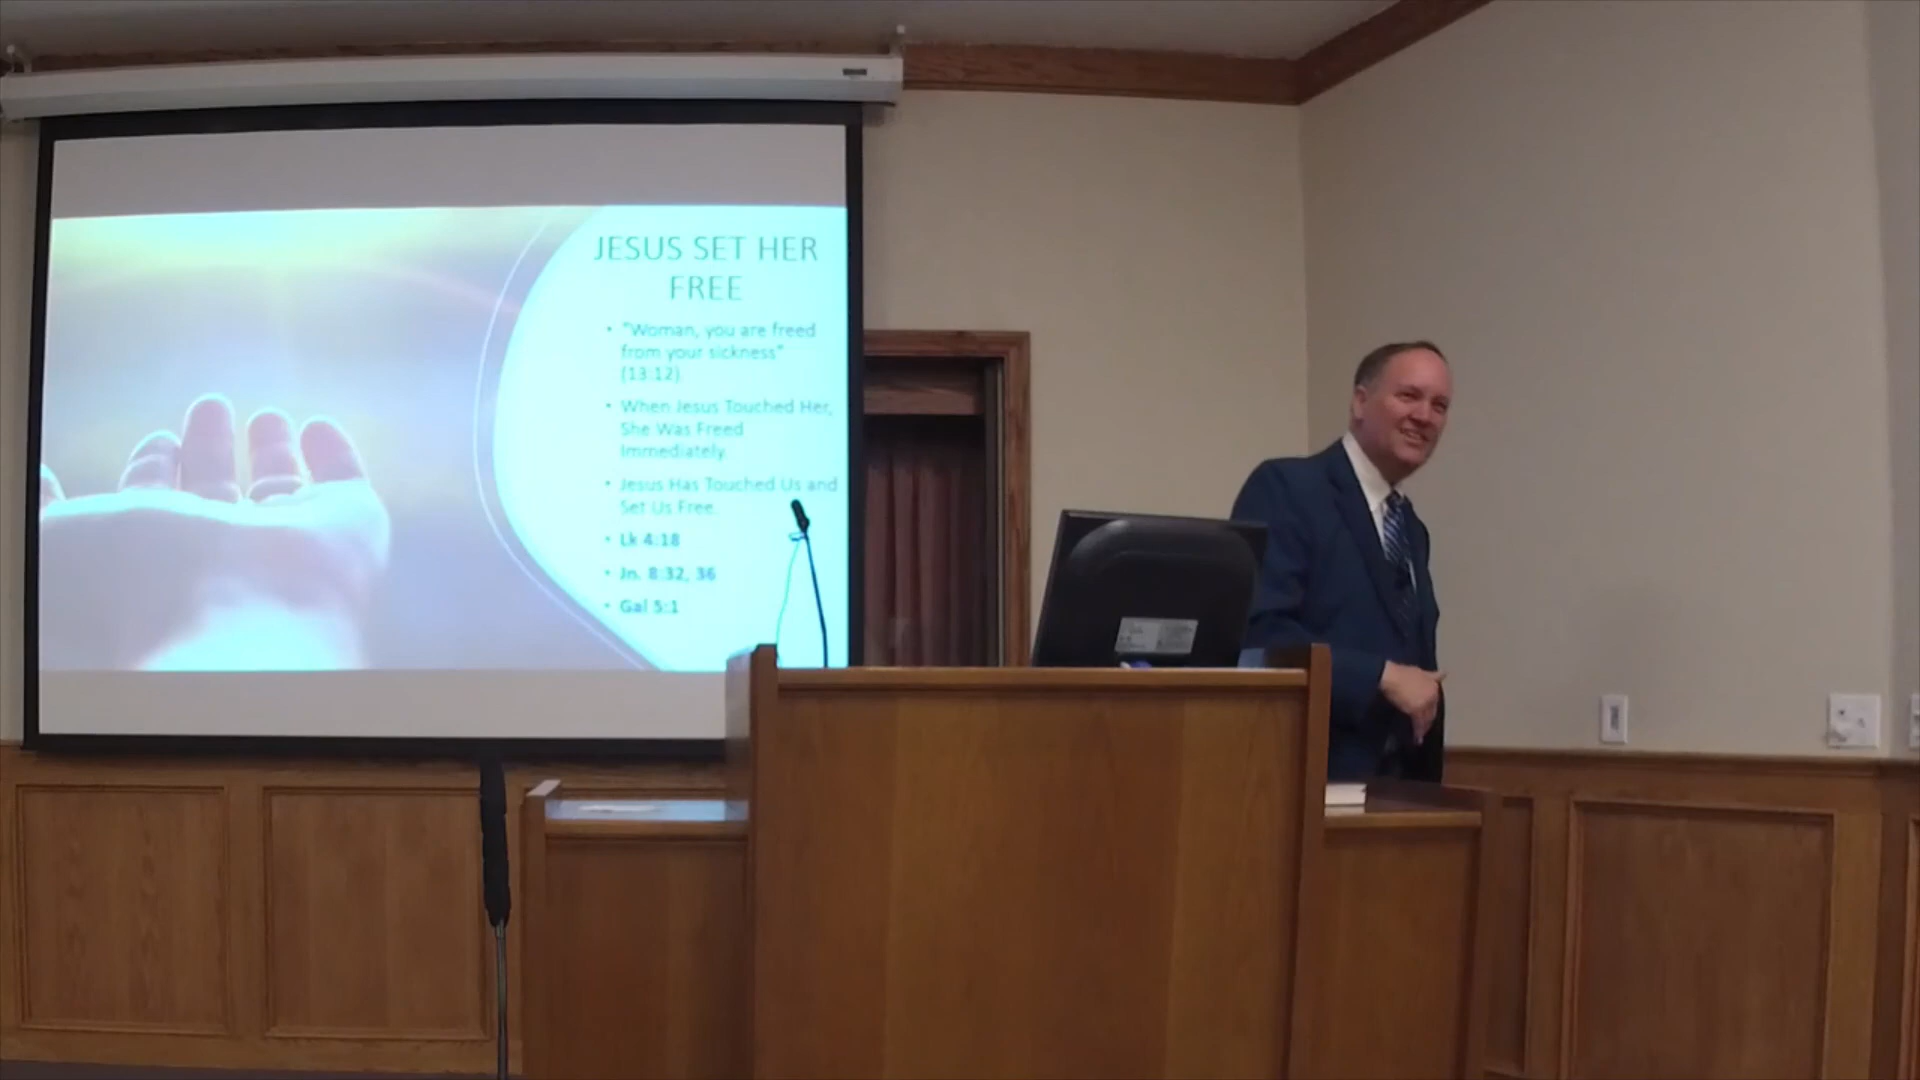 JESUS SET HER
FREE
• "Woman, you are freed
from your sickness"
(13:12)
• When Jesus Touched Her,
She Was Freed
Immediately.
• Jesus Has Touched Us and
Set Us Free.
• Lk 4:18
• Jn. 8:32, 36
• Gal 5:1